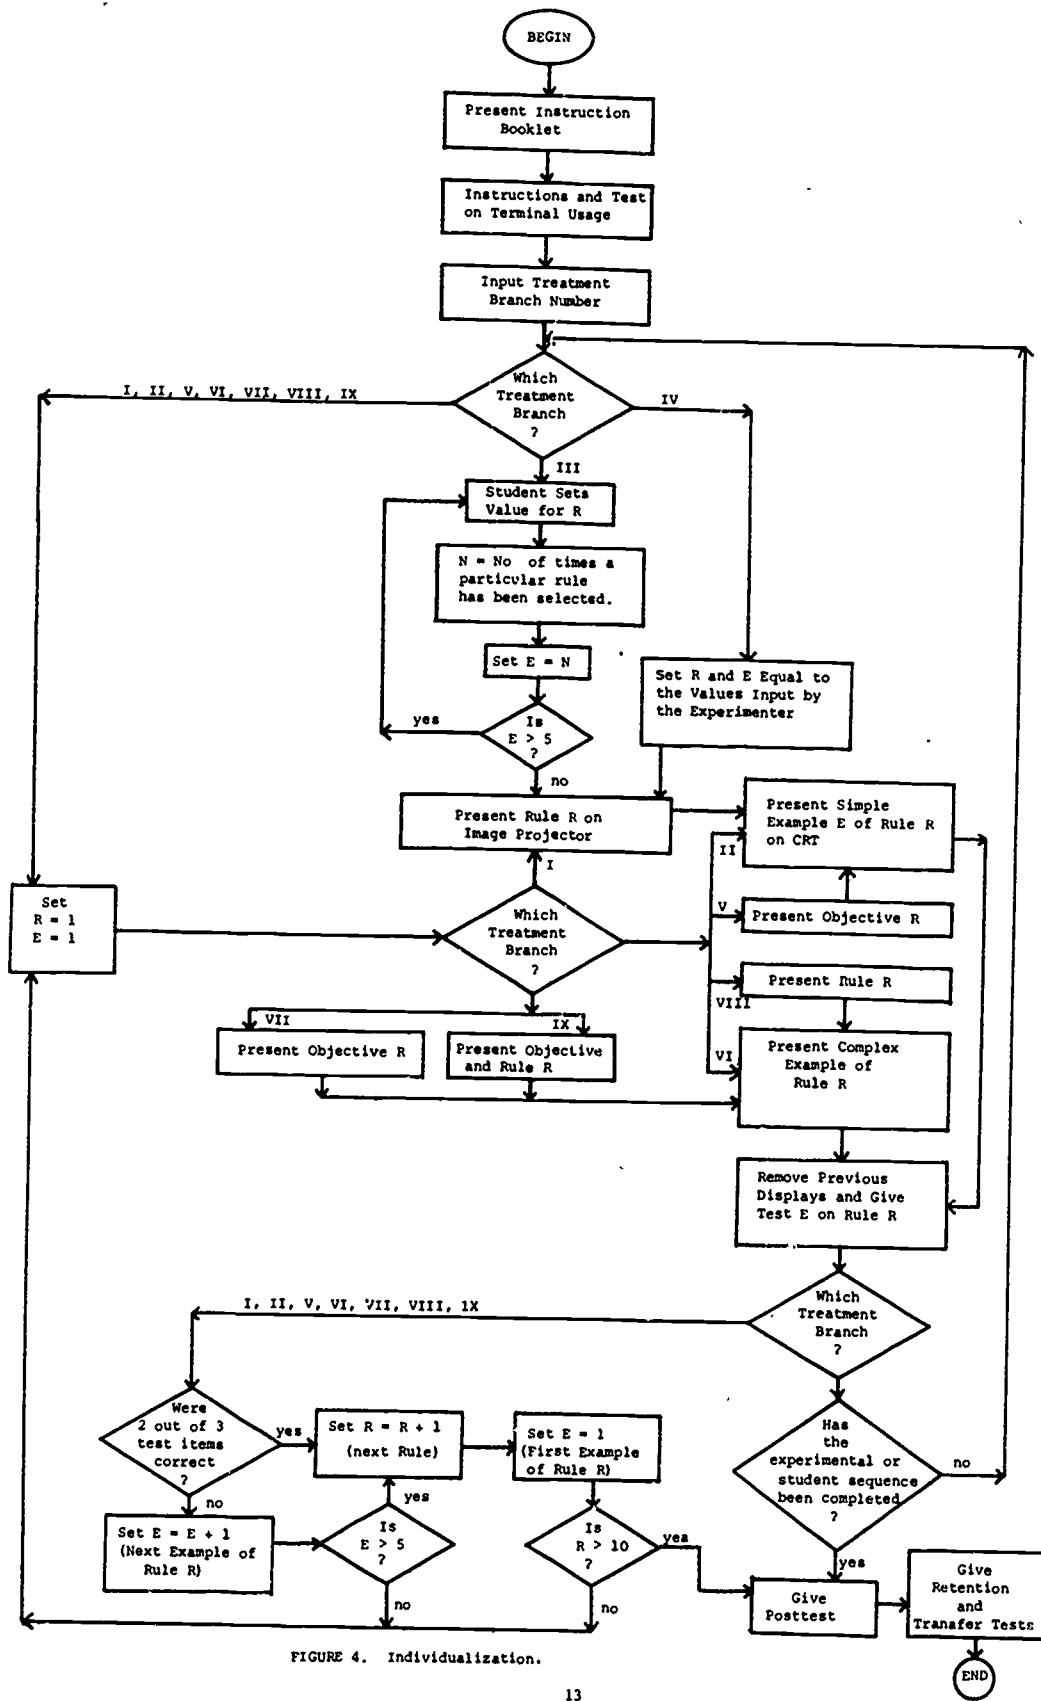 BEGIN
Present Instruction
Booklet
Instructions and Test
on Terminal Usage
Input Treatment
Branch Number
Which
Treatment
Branch
?
I, II, V, VI, VII, VIII, IX
IV
III
Student Sets
Value for R
N = No of times a
particular rule
has been selected.
Set E = N
Set R and E Equal to
the Values Input by
the Experimenter
Is
E > 5
?
yes
no
Present Rule R on
Image Projector
Present Simple
Example E of Rule R
on CRT
I
II
Set
R = 1
E = 1
Which
Treatment
Branch
?
V
Present Objective R
Present Rule R
VIII
VII
IX
VI
Present Objective R
Present Objective
and Rule R
Present Complex
Example of
Rule R
Remove Previous
Displays and Give
Test E on Rule R
Which
Treatment
Branch
?
I, II, V, VI, VII, VIII, IX
Were
2 out of 3
test items
correct
?
yes
no
Set R = R + 1
(next Rule)
Set E = 1
(First Example
of Rule R)
Has
the
experimental or
student sequence
been completed
?
no
yes
Set E = E + 1
(Next Example of
Rule R)
Is
E > 5
?
yes
no
Is
R > 10
?
yes
no
Give
Posttest
Give
Retention
and
Transfer Tests
END
FIGURE 4. Individualization.
13